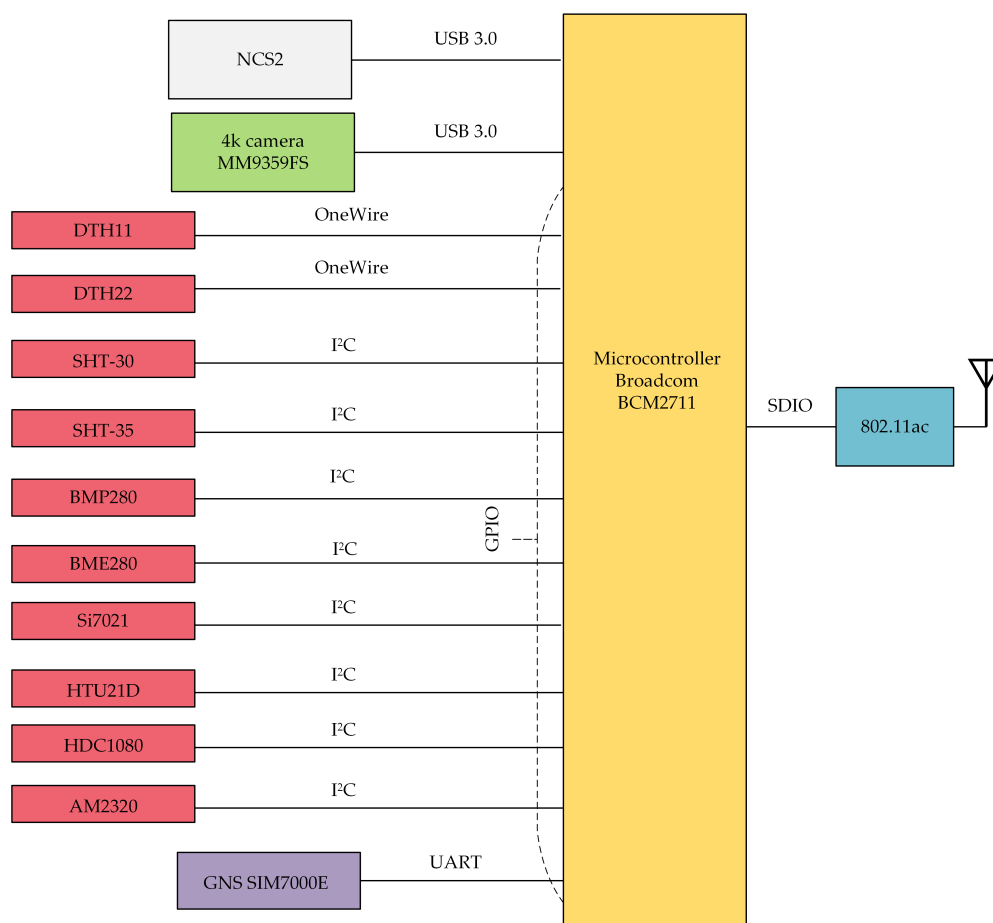 NCS2
USB 3.0
4k camera
MM9359FS
USB 3.0
DTH11
OneWire
DTH22
OneWire
SHT-30
I²C
SHT-35
I²C
BMP280
I²C
BME280
I²C
Si7021
I²C
HTU21D
I²C
HDC1080
I²C
AM2320
I²C
GNS SIM7000E
UART
GPIO
Microcontroller
Broadcom
BCM2711
SDIO
802.11ac